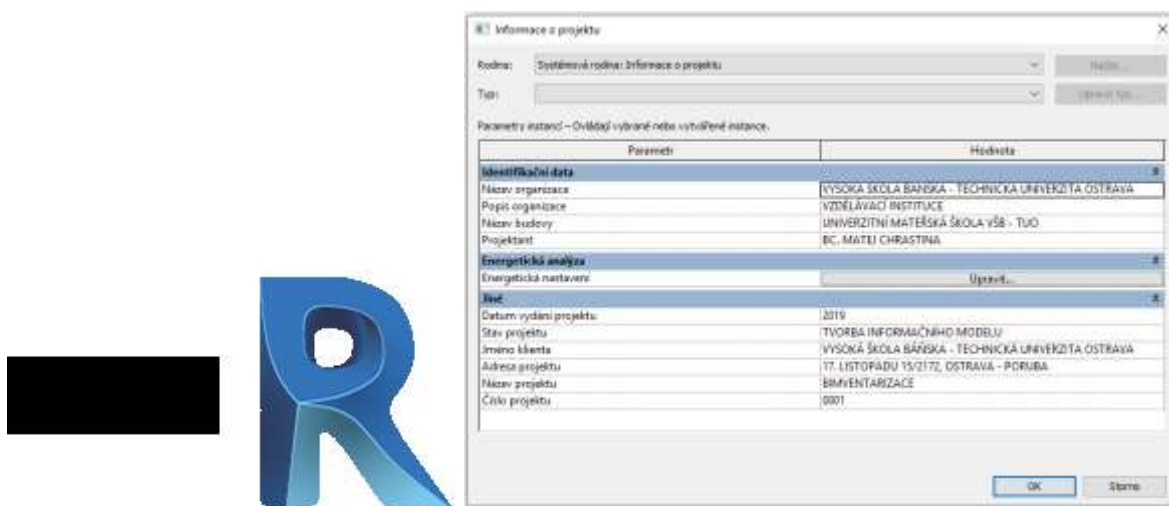 Informace o projektu
Rodina: Systémová rodina: Informace o projektu Načíst...
Typ: Upravit typ...
Parametry instancí – Ovládají vybrané nebo vytvářené instance.
Parametr Hodnota
Identifikační data
Název organizace VYSOKÁ ŠKOLA BÁŇSKÁ - TECHNICKÁ UNIVERZITA OSTRAVA
Popis organizace VZDĚLÁVACÍ INSTITUCE
Název budovy UNIVERZITNÍ MATEŘSKÁ ŠKOLA VŠB - TUO
Projektant BC. MATEJ CHRASTINA
Energetická analýza
Energetická nastavení Upravit...
Jiné
Datum vydání projektu 2019
Stav projektu TVORBA INFORMAČNÍHO MODELU
Jméno klienta VYSOKÁ ŠKOLA BÁŇSKÁ - TECHNICKÁ UNIVERZITA OSTRAVA
Adresa projektu 17. LISTOPADU 15/2172, OSTRAVA - PORUBA
Název projektu BIMVENTARIZACE
Číslo projektu 0001
OK Storno